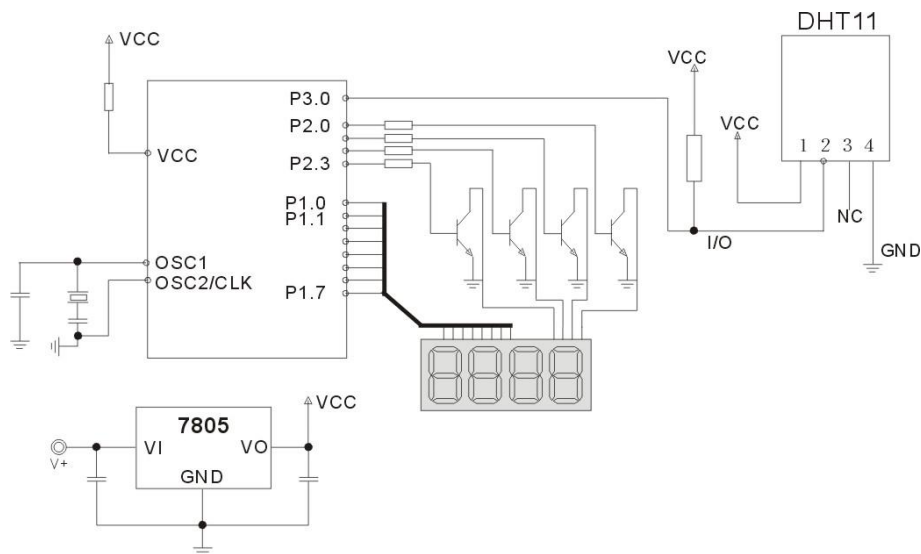 DHT11
VCC
VCC
P3.0
P2.0
VCC
VCC
P2.3
1 2 3 4
P1.0
P1.1
NC
I/O
GND
OSC1
OSC2/CLK
P1.7
VCC
7805
VI
VO
V+
GND